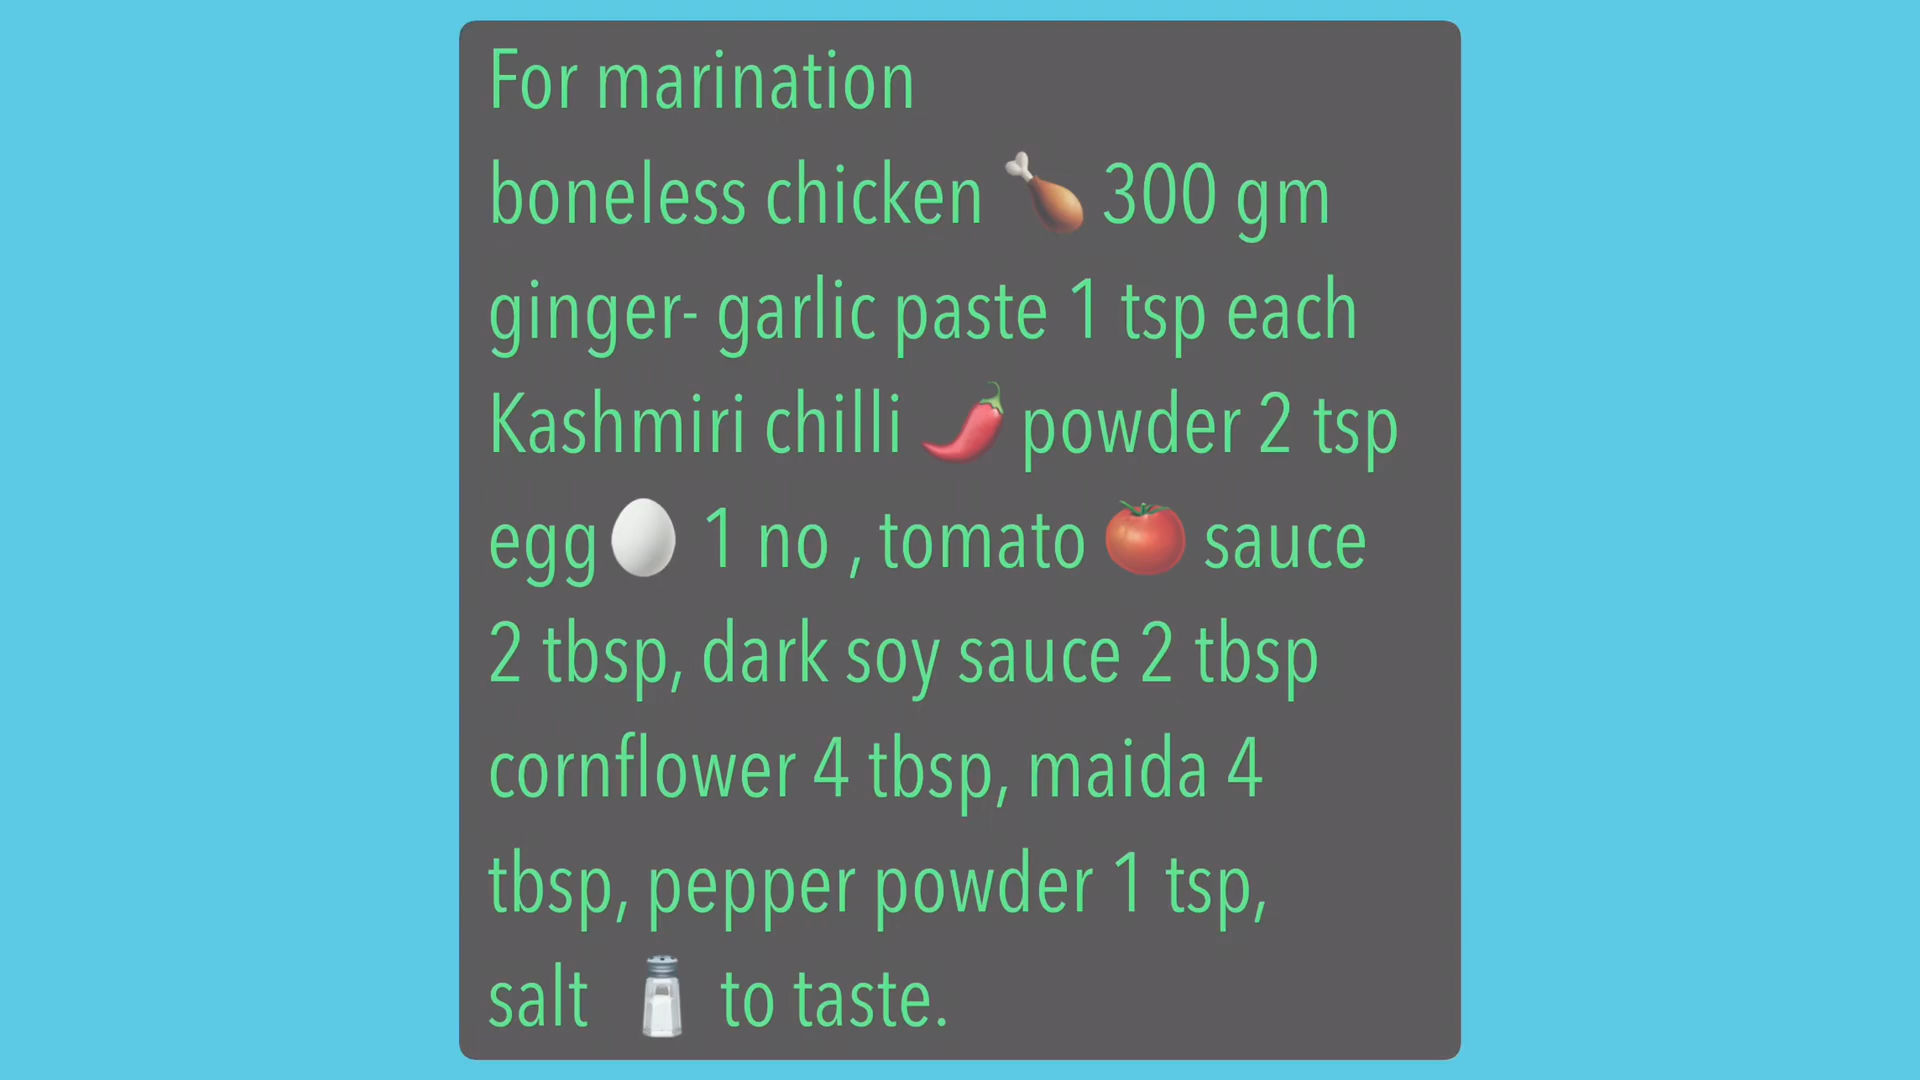 For marination
boneless chicken 🍗 300 gm
ginger- garlic paste 1 tsp each
Kashmiri chilli 🌶️ powder 2 tsp
egg🥚 1 no , tomato 🍅 sauce
2 tbsp, dark soy sauce 2 tbsp
cornflower 4 tbsp, maida 4
tbsp, pepper powder 1 tsp,
salt 🧂 to taste.